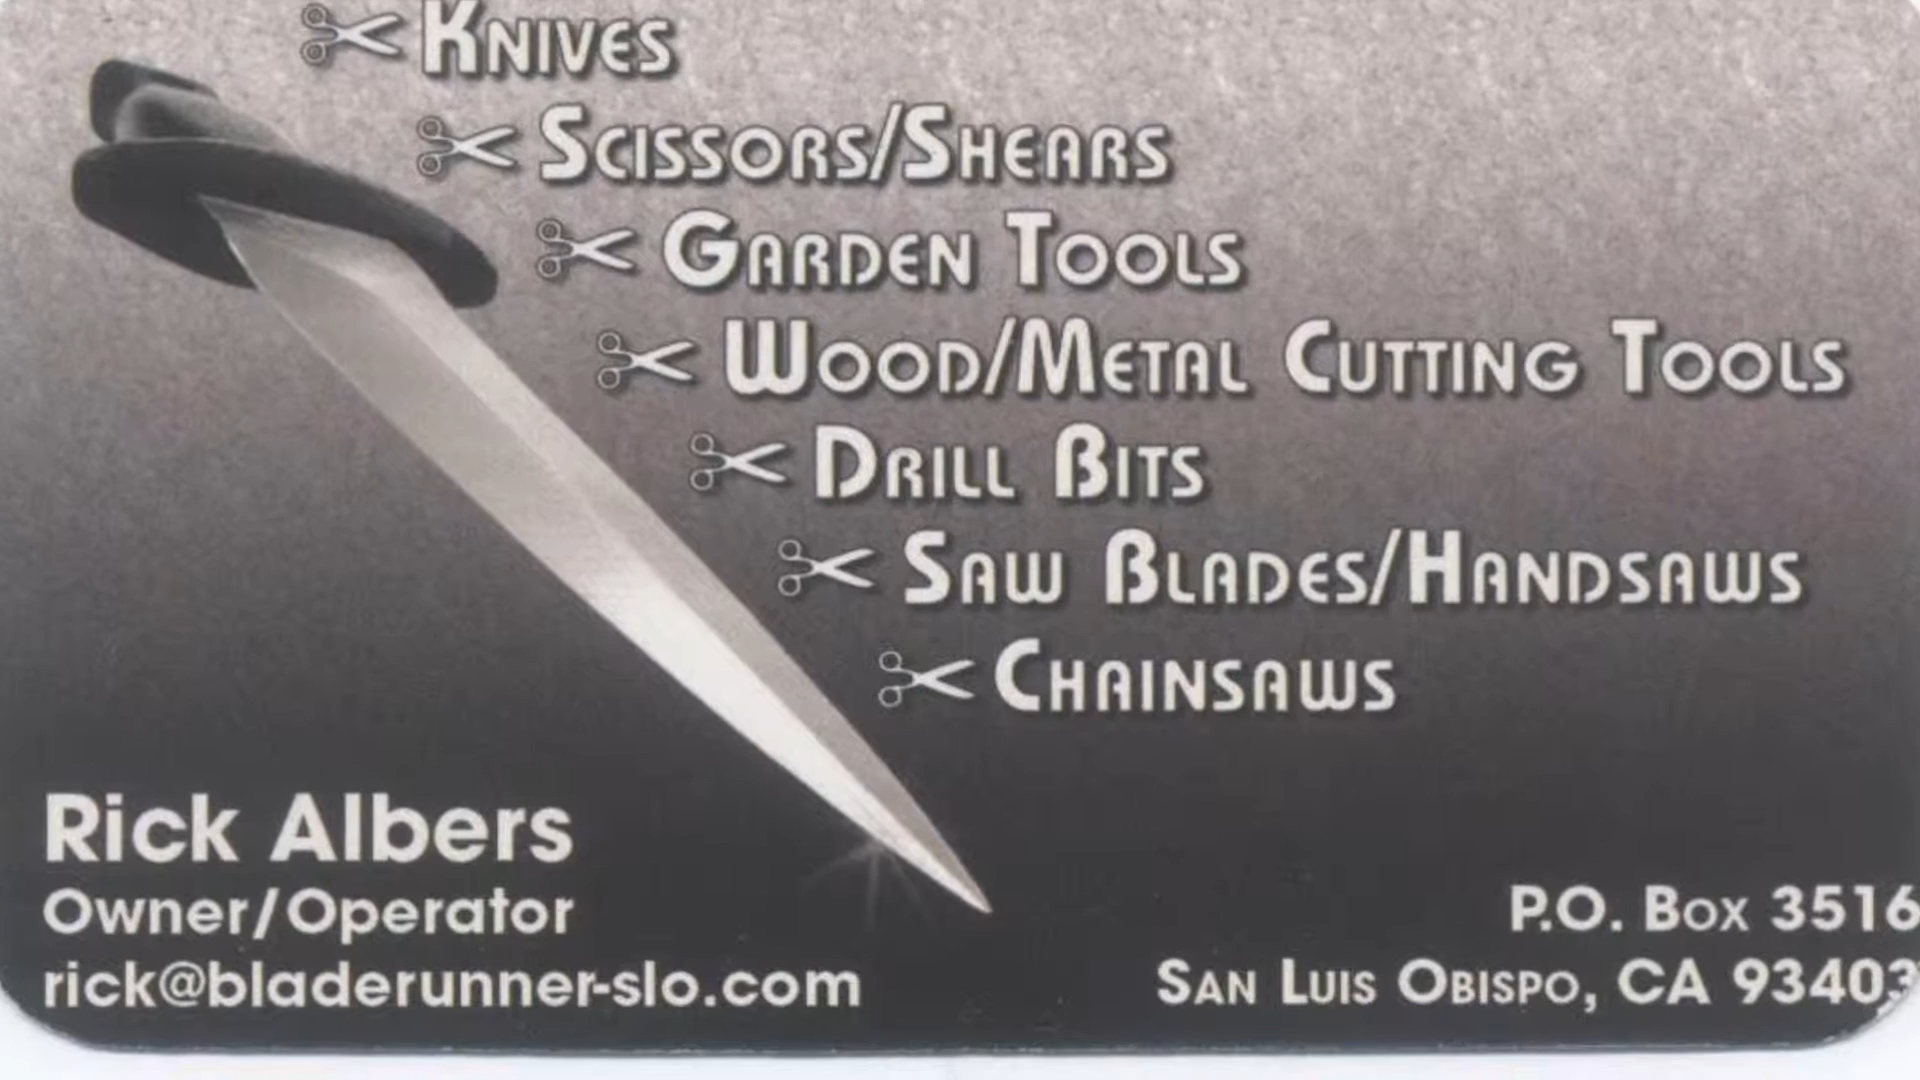 KNIVES
SCISSORS/SHEARS
GARDEN TOOLS
WOOD/METAL CUTTING TOOLS
DRILL BITS
SAW BLADES/HANDSAWS
CHAINSAWS
Rick Albers
Owner/Operator
rick@bladerunner-slo.com
P.O. BOX 3516
SAN LUIS OBISPO, CA 93403